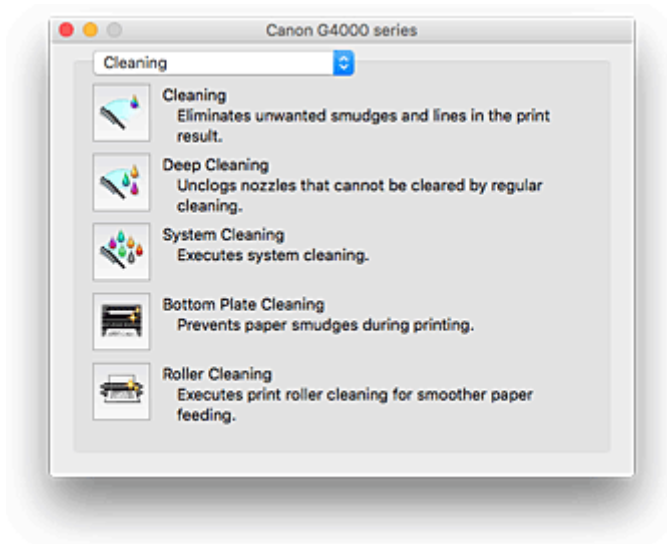 Canon G4000 series
Cleaning
Cleaning
Eliminates unwanted smudges and lines in the print
result.
Deep Cleaning
Unclogs nozzles that cannot be cleared by regular
cleaning.
System Cleaning
Executes system cleaning.
Bottom Plate Cleaning
Prevents paper smudges during printing.
Roller Cleaning
Executes print roller cleaning for smoother paper
feeding.